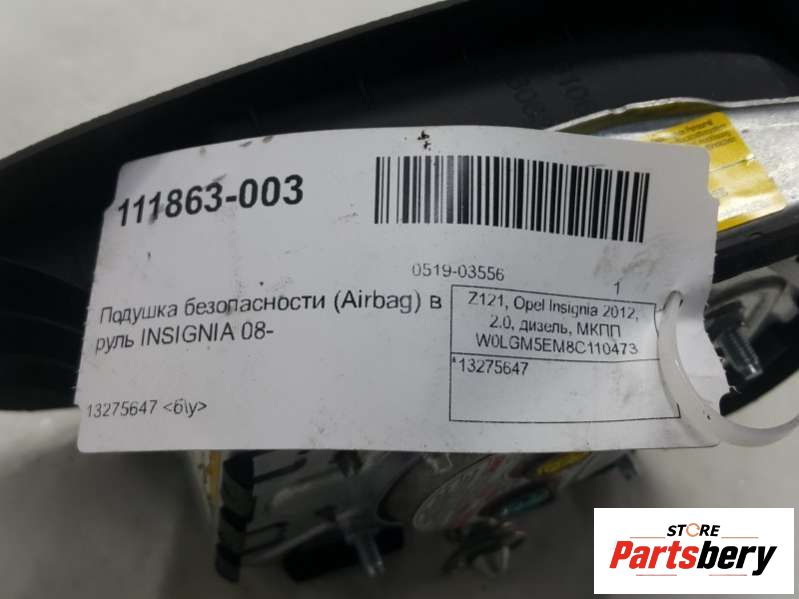 111863-003
0519-03556
1
Подушка безопасности (Airbag) в
руль INSIGNIA 08-
13275647 <б\у>
Z121, Opel Insignia 2012,
2.0, дизель, МКПП
W0LGM5EM8C110473
*13275647
STORE
Partsbery